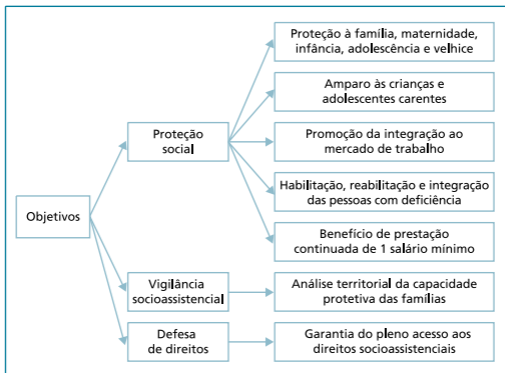 Objetivos
Proteção
social
Proteção à família, maternidade,
infância, adolescência e velhice
Amparo às crianças e
adolescentes carentes
Promoção da integração ao
mercado de trabalho
Habilitação, reabilitação e integração
das pessoas com deficiência
Benefício de prestação
continuada de 1 salário mínimo
Vigilância
socioassistencial
Análise territorial da capacidade
protetiva das famílias
Defesa
de direitos
Garantia do pleno acesso aos
direitos socioassistenciais